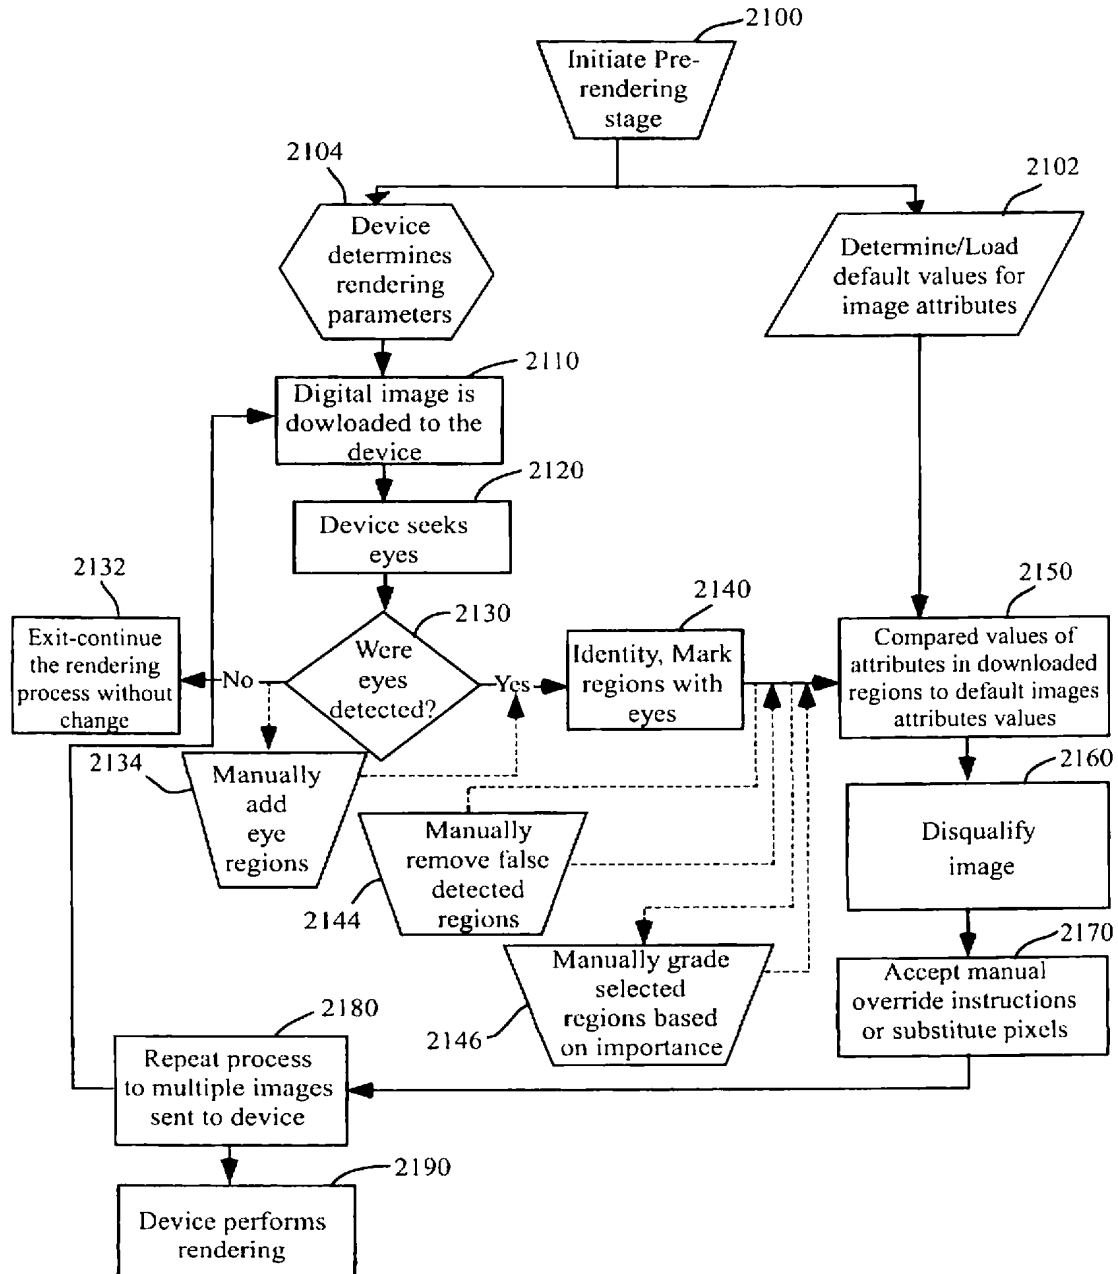 2100
Initiate Pre-
rendering
stage
2104
2102
Device
determines
rendering
parameters
Determine/Load
default values for
image attributes
2110
Digital image is
dowloaded to the
device
2120
Device seeks
eyes
2132
Exit-continue
the rendering
process without
change
No
2130
Were
eyes
detected?
Yes
2140
Identity, Mark
regions with
eyes
2150
Compared values of
attributes in downloaded
regions to default images
attributes values
2134
Manually
add
eye
regions
2144
Manually
remove false
detected
regions
2160
Disqualify
image
2146
Manually grade
selected
regions based
on importance
2170
Accept manual
override instructions
or substitute pixels
2180
Repeat process
to multiple images
sent to device
2190
Device performs
rendering